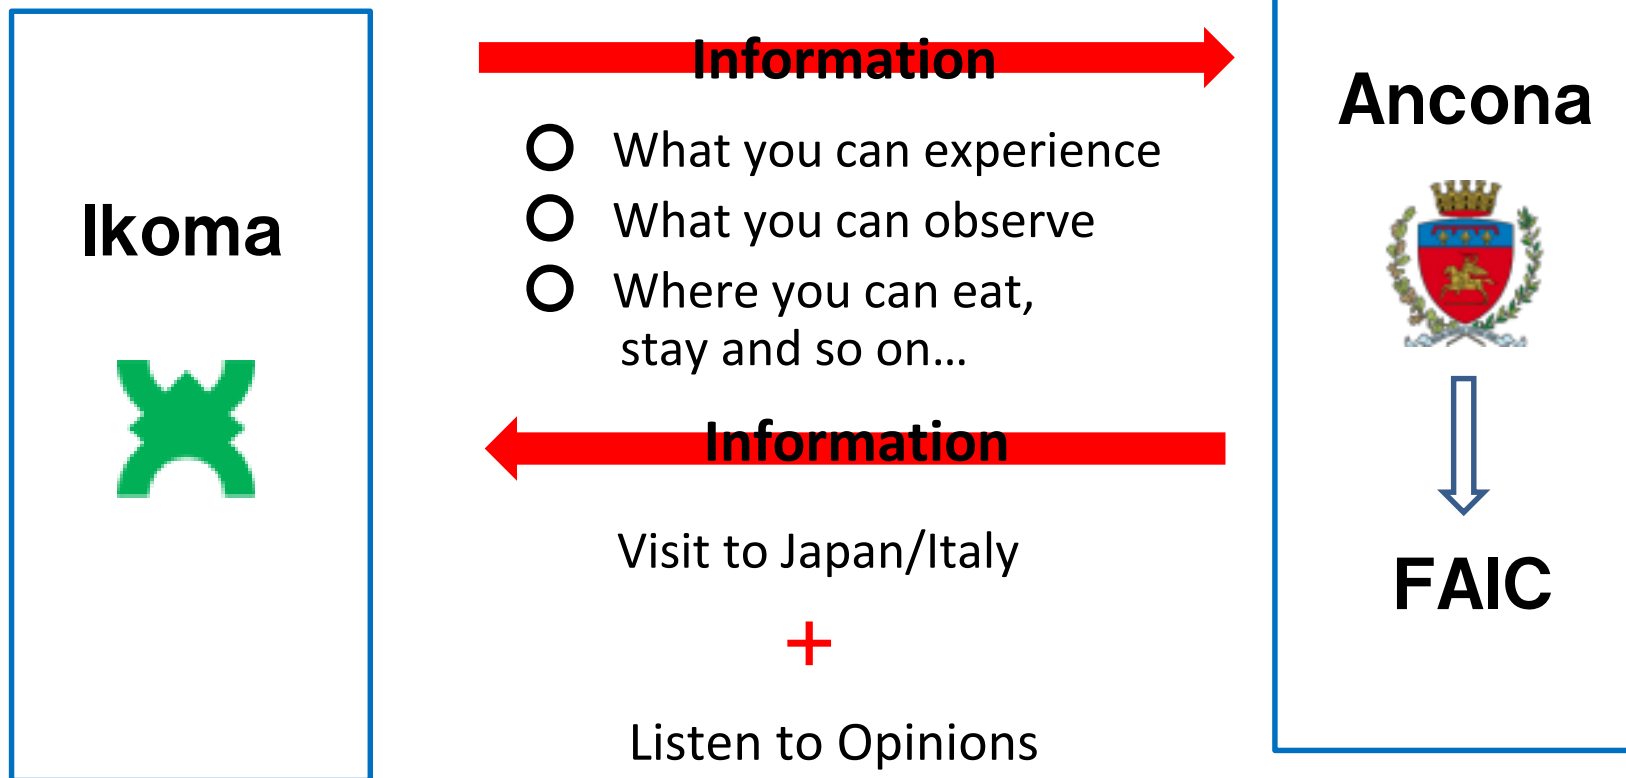 Ikoma
Information
What you can experience
What you can observe
Where you can eat,
stay and so on…
Information
Visit to Japan/Italy
+
Listen to Opinions
Ancona
FAIC